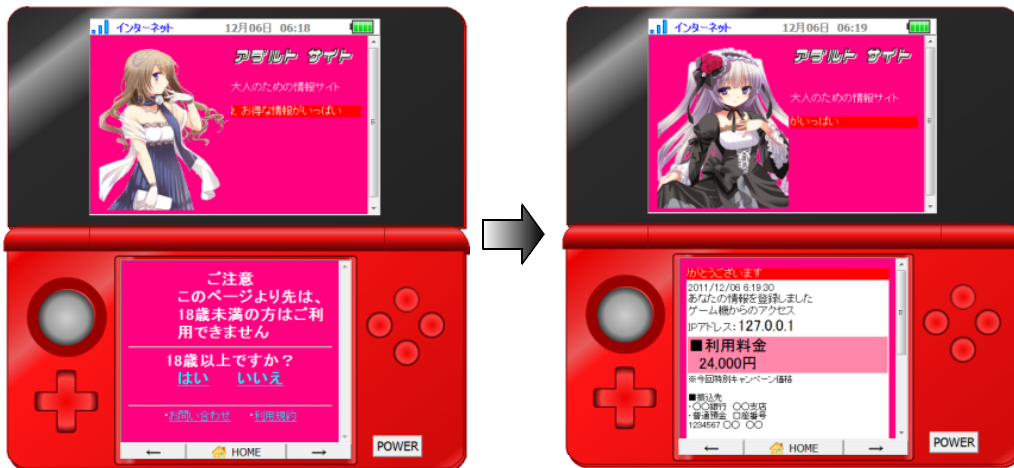 インターネット 12月06日 06:18
アダルト サイト
大人のための情報サイト
、お得な情報がいっぱい
ご注意
このページより先は、
18歳未満の方はご利
用できません
18歳以上ですか？
はい いいえ
・お問い合わせ ・利用規約
← HOME →
POWER
インターネット 12月06日 06:19
アダルト サイト
大人のための情報サイト
がいっぱい
がとうございます
2011/12/06 6:19:30
あなたの情報を登録しました
ゲーム機からのアクセス
IPアドレス：127.0.0.1
■利用料金
24,000円
※今回特別キャンペーン価格
■振込先
・〇〇銀行 〇〇支店
・普通預金 口座番号
1234567 〇〇 〇〇
← HOME →
POWER